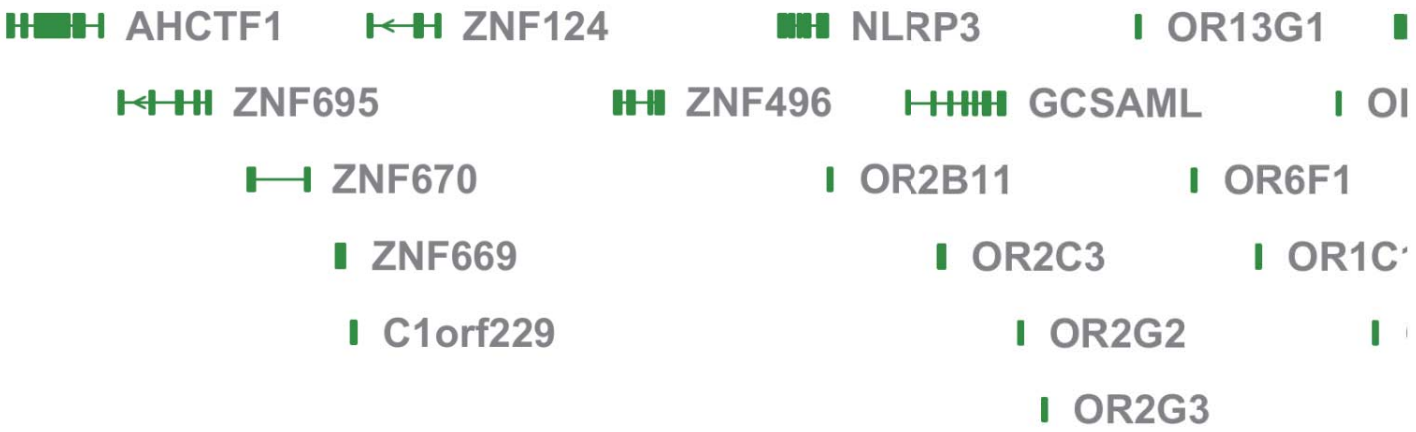 AHCTF1 ZNF124 NLRP3 OR13G1
ZNF695 ZNF496 GCSAML
ZNF670 OR2B11 OR6F1
ZNF669 OR2C3
C1orf229 OR2G2
OR2G3